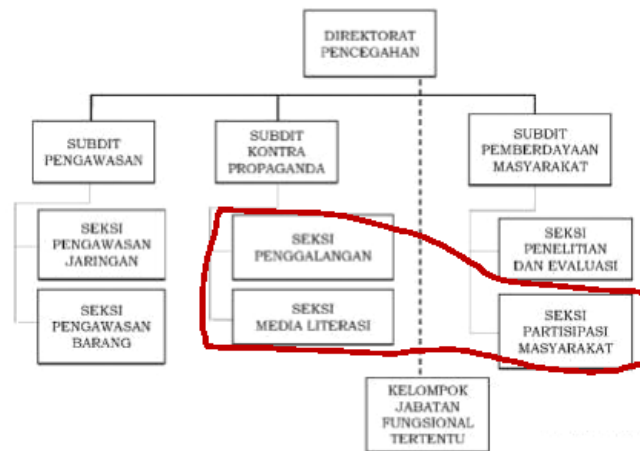 DIREKTORAT
PENCEGAHAN
SUBDIT
PENGAWASAN
SUBDIT
KONTRA
PROPAGANDA
SUBDIT
PEMBERDAYAAN
MASYARAKAT
SEKSI
PENGAWASAN
JARINGAN
SEKSI
PENGGALANGAN
SEKSI
PENELITIAN
DAN EVALUASI
SEKSI
PENGAWASAN
BARANG
SEKSI
MEDIA LITERASI
SEKSI
PARTISIPASI
MASYARAKAT
KELOMPOK
JABATAN
FUNGSIONAL
TERTENTU